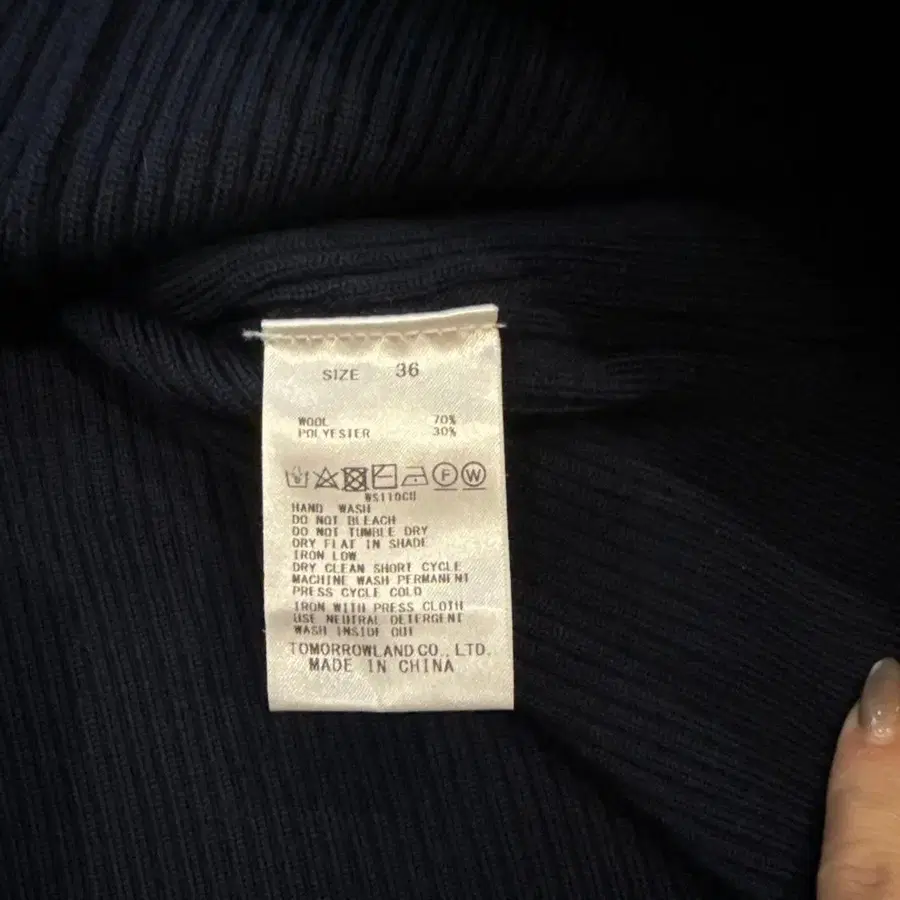 SIZE 36
WOOL 70%
POLYESTER 30%
F W
WS110CU
HAND WASH
DO NOT BLEACH
DO NOT TUMBLE DRY
DRY FLAT IN SHADE
IRON LOW
DRY CLEAN SHORT CYCLE
MACHINE WASH PERMANENT
PRESS CYCLE COLD
IRON WITH PRESS CLOTH
USE NEUTRAL DETERGENT
WASH INSIDE OUT
TOMORROWLAND CO., LTD.
MADE IN CHINA